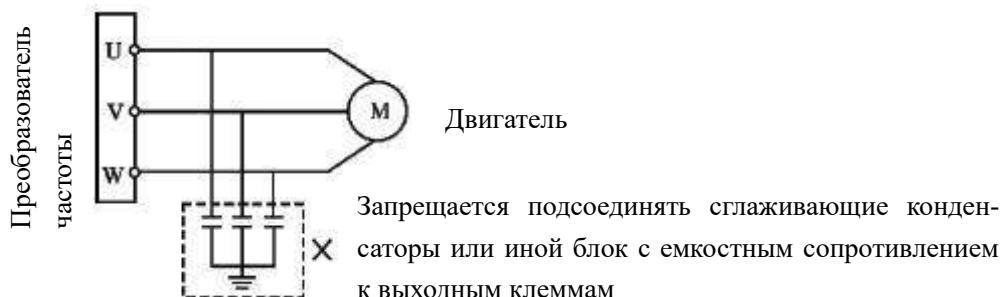 Преобразователь
частоты
U
V
W
M
Двигатель
Запрещается подсоединять сглаживающие конден-
саторы или иной блок с емкостным сопротивлением
к выходным клеммам